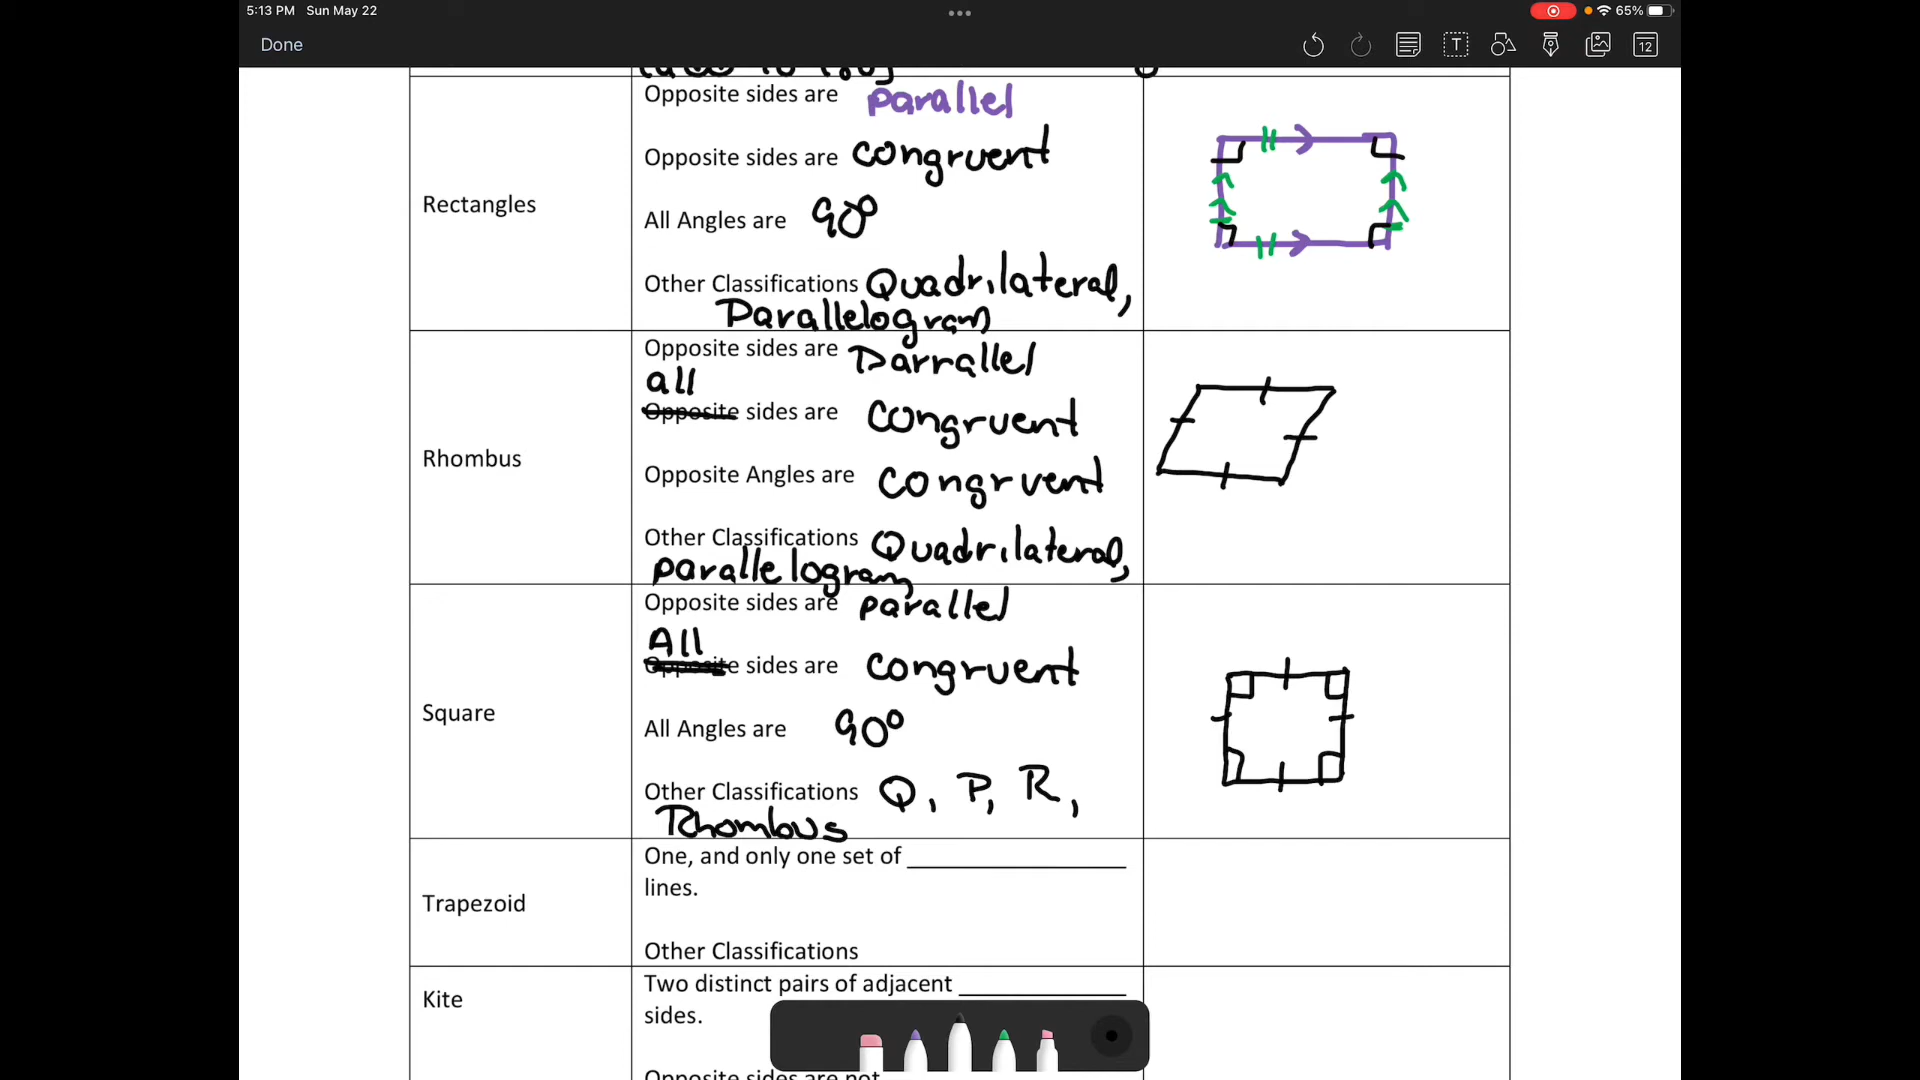 5:13 PM Sun May 22
65%
Done
T
12
Opposite sides are parallel
Opposite sides are congruent
Rectangles
All Angles are 90°
Other Classifications Quadrilateral,
Parallelogram
Opposite sides are Parrallel
all
Opposite sides are congruent
Rhombus
Opposite Angles are congruent
Other Classifications Quadrilateral,
parallelogram
Opposite sides are parallel
All
Opposite sides are congruent
Square
All Angles are 90°
Other Classifications Q, P, R,
Rhombus
One, and only one set of ____________
lines.
Trapezoid
Other Classifications
Two distinct pairs of adjacent ____________
Kite
sides.
Opposite sides are not